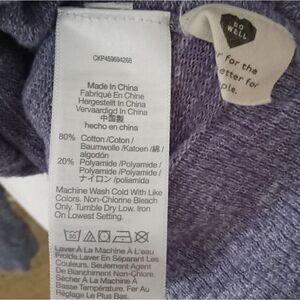 CKP459694268
Made In China
Fabriqué En China
Hergestellt In China
Vervaardigd In China
中国製
hecho en china
80% Cotton /Coton /
Baumwolle /Katoen /綿 /
algodón
20% Polyamide /Polyamide /
Polyamid /Polyamide /
ナイロン / poliamida
Machine Wash Cold With Like
Colors. Non-Chlorine Bleach
Only. Tumble Dry Low. Iron On
Lowest Setting.
Laver À La Machine À L'eau
Froide.Laver En Séparant Les
Couleurs. Seulement Agent
De Blanchiment Non-Chloré.
Sécher À La Machine À
Basse Température. Fer Au
Réglage Le Plus Bas.
DO
WELL
for the
etter for
ple.